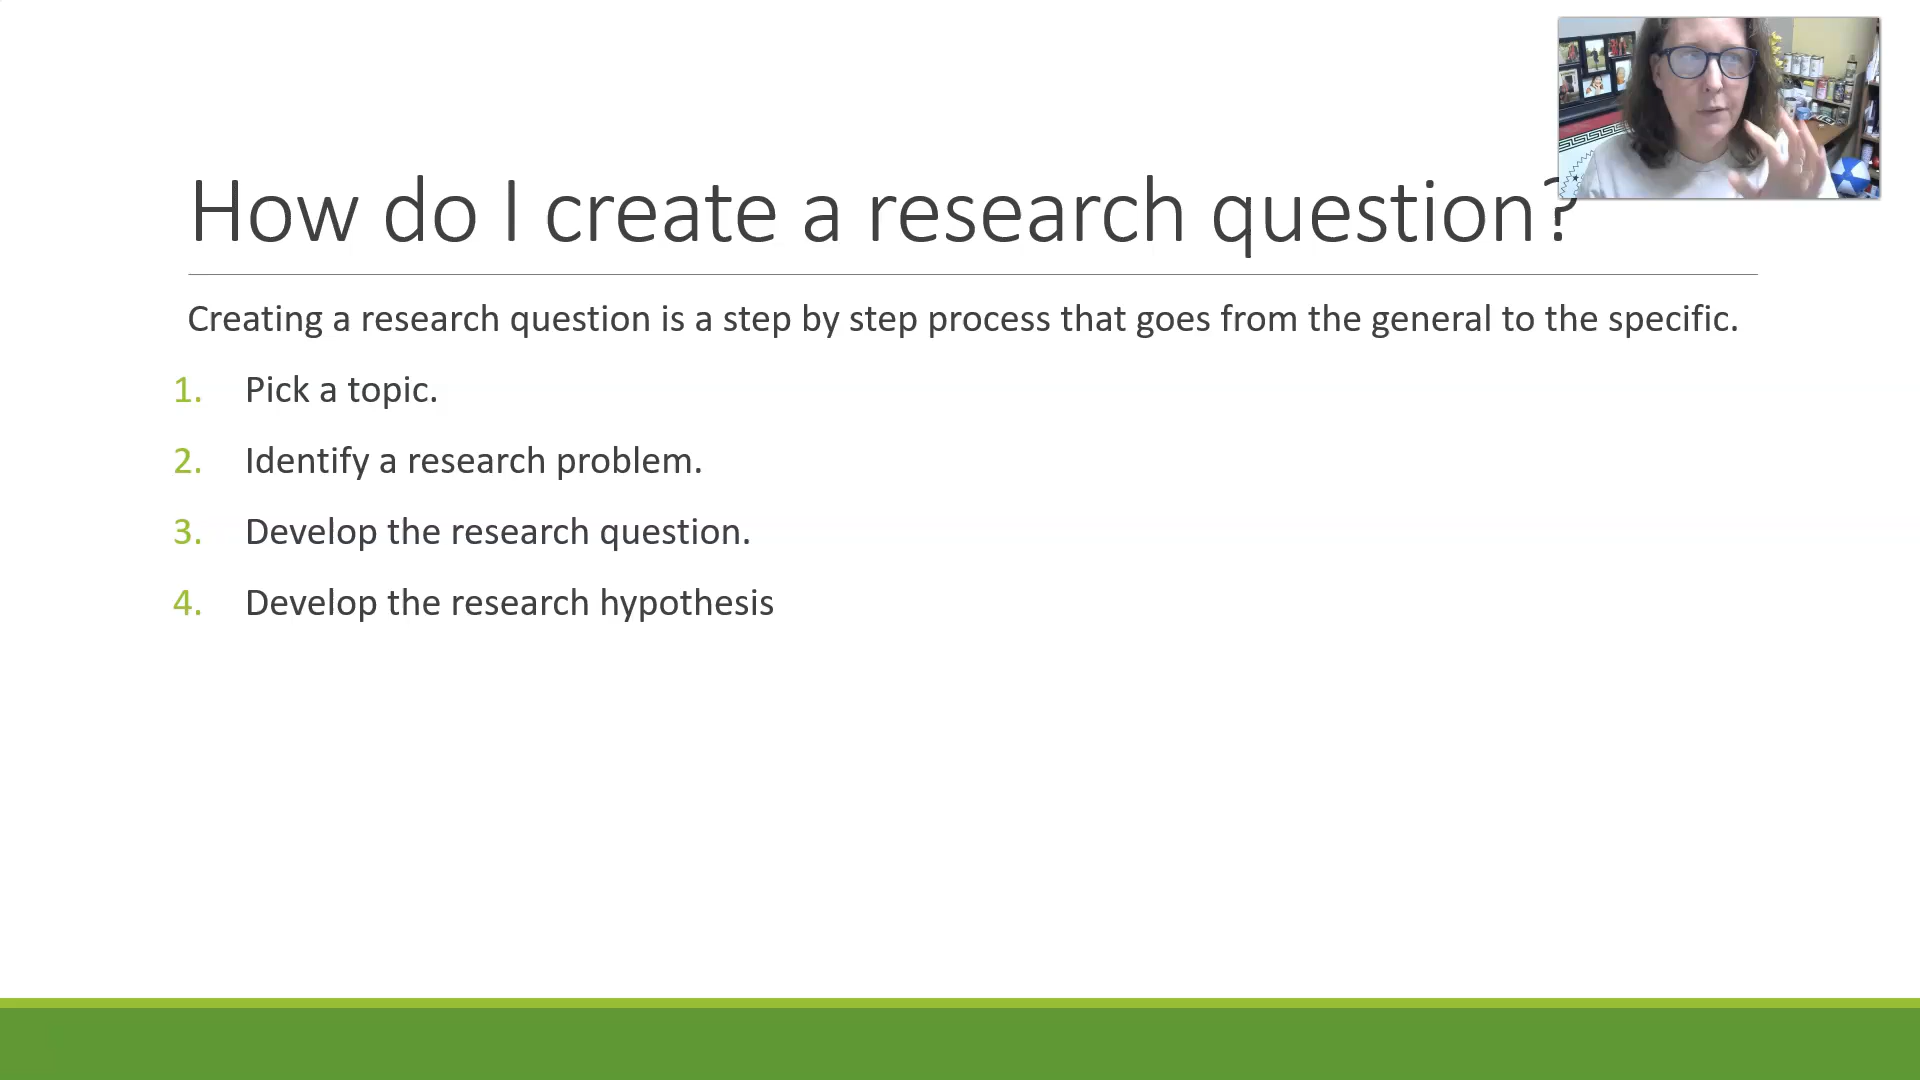 How do I create a research question?
Creating a research question is a step by step process that goes from the general to the specific.
1. Pick a topic.
2. Identify a research problem.
3. Develop the research question.
4. Develop the research hypothesis